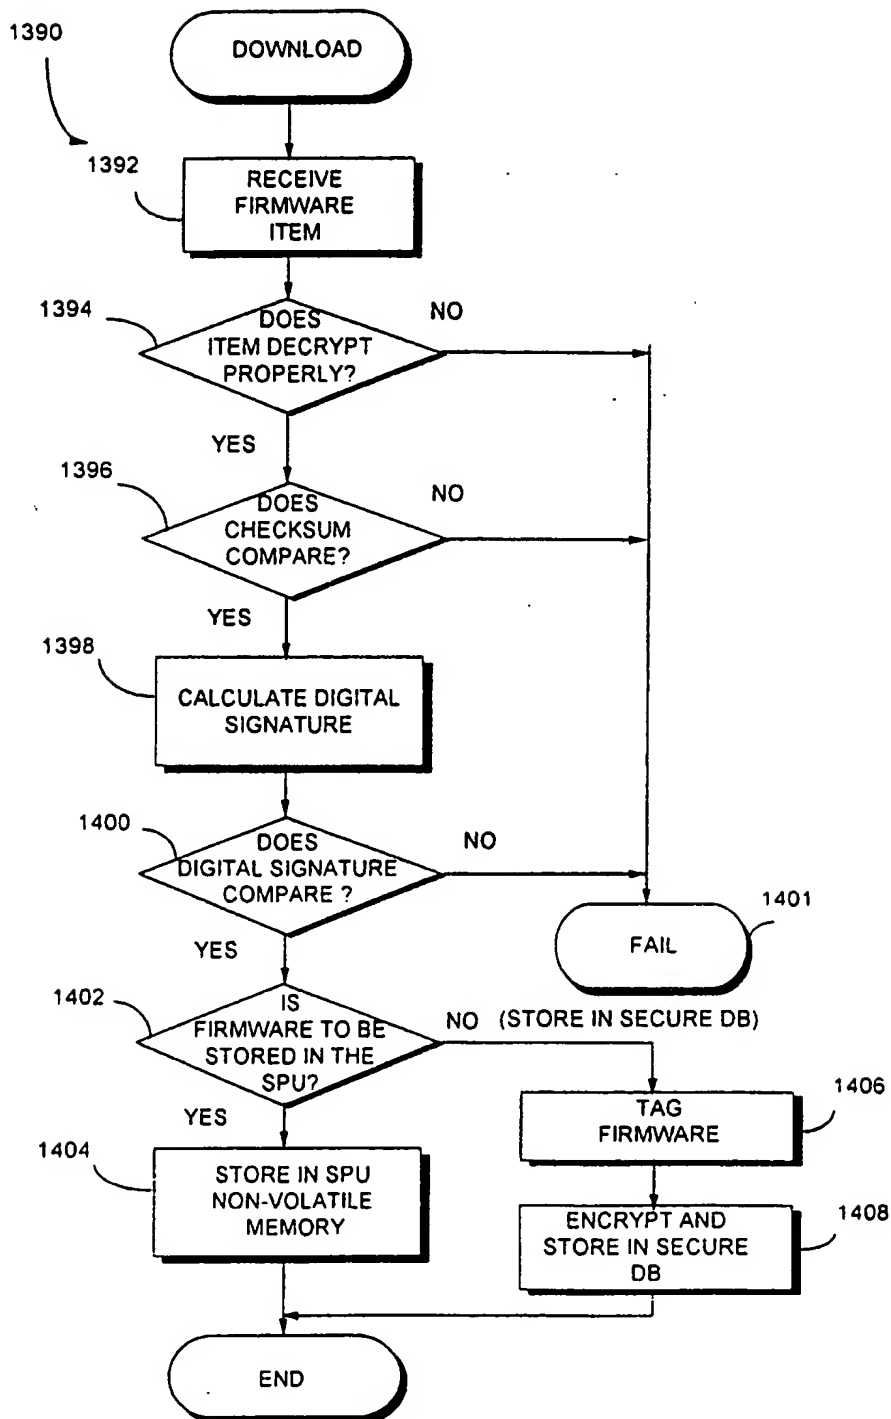 1390
DOWNLOAD
1392
RECEIVE
FIRMWARE
ITEM
1394
DOES
ITEM DECRYPT
PROPERLY?
NO
YES
1396
DOES
CHECKSUM
COMPARE?
NO
YES
1398
CALCULATE DIGITAL
SIGNATURE
1400
DOES
DIGITAL SIGNATURE
COMPARE ?
NO
1401
FAIL
YES
1402
IS
FIRMWARE TO BE
STORED IN THE
SPU?
NO (STORE IN SECURE DB)
YES
1406
TAG
FIRMWARE
1404
STORE IN SPU
NON-VOLATILE
MEMORY
1408
ENCRYPT AND
STORE IN SECURE
DB
END